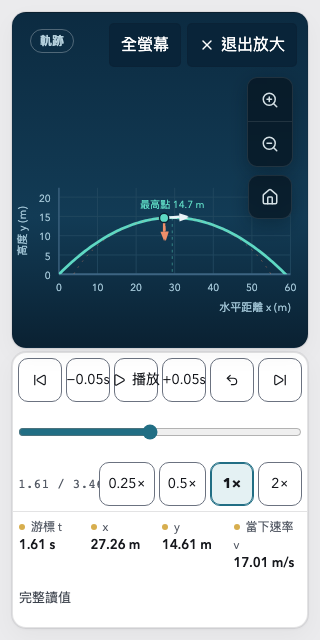 軌跡
全螢幕
✕ 退出放大
最高點 14.7 m
高度 y (m)
20
15
10
5
0
0 10 20 30 40 50 60
水平距離 x (m)
−0.05s
播放
+0.05s
1.61 / 3.4
0.25×
0.5×
1×
2×
游標 t
1.61 s
x
27.26 m
y
14.61 m
當下速率 v
17.01 m/s
完整讀值